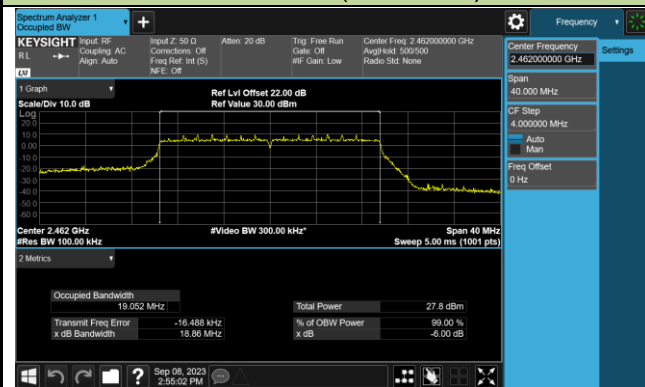 Spectrum Analyzer 1
Occupied BW
Frequency
KEYSIGHT
RL
LXI
Input: RF
Coupling: AC
Align: Auto
Input Z: 50 Ω
Corrections: Off
Freq Ref: Int (S)
NFE: Off
Atten: 20 dB
Trig: Free Run
Gate: Off
#IF Gain: Low
Center Freq: 2.462000000 GHz
Avg|Hold: 500/500
Radio Std: None
Center Frequency
2.462000000 GHz
Settings
Span
40.000 MHz
CF Step
4.000000 MHz
Auto
Man
Freq Offset
0 Hz
1 Graph
Scale/Div 10.0 dB
Ref Lvl Offset 22.00 dB
Ref Value 30.00 dBm
Log
20.0
10.0
0.00
-10.0
-20.0
-30.0
-40.0
-50.0
-60.0
Center 2.462 GHz
#Res BW 100.00 kHz
#Video BW 300.00 kHz*
Span 40 MHz
Sweep 5.00 ms (1001 pts)
2 Metrics
Occupied Bandwidth
19.052 MHz
Total Power 27.8 dBm
Transmit Freq Error -16.488 kHz
% of OBW Power 99.00 %
x dB Bandwidth 18.86 MHz
x dB -6.00 dB
?
Sep 08, 2023
2:55:02 PM